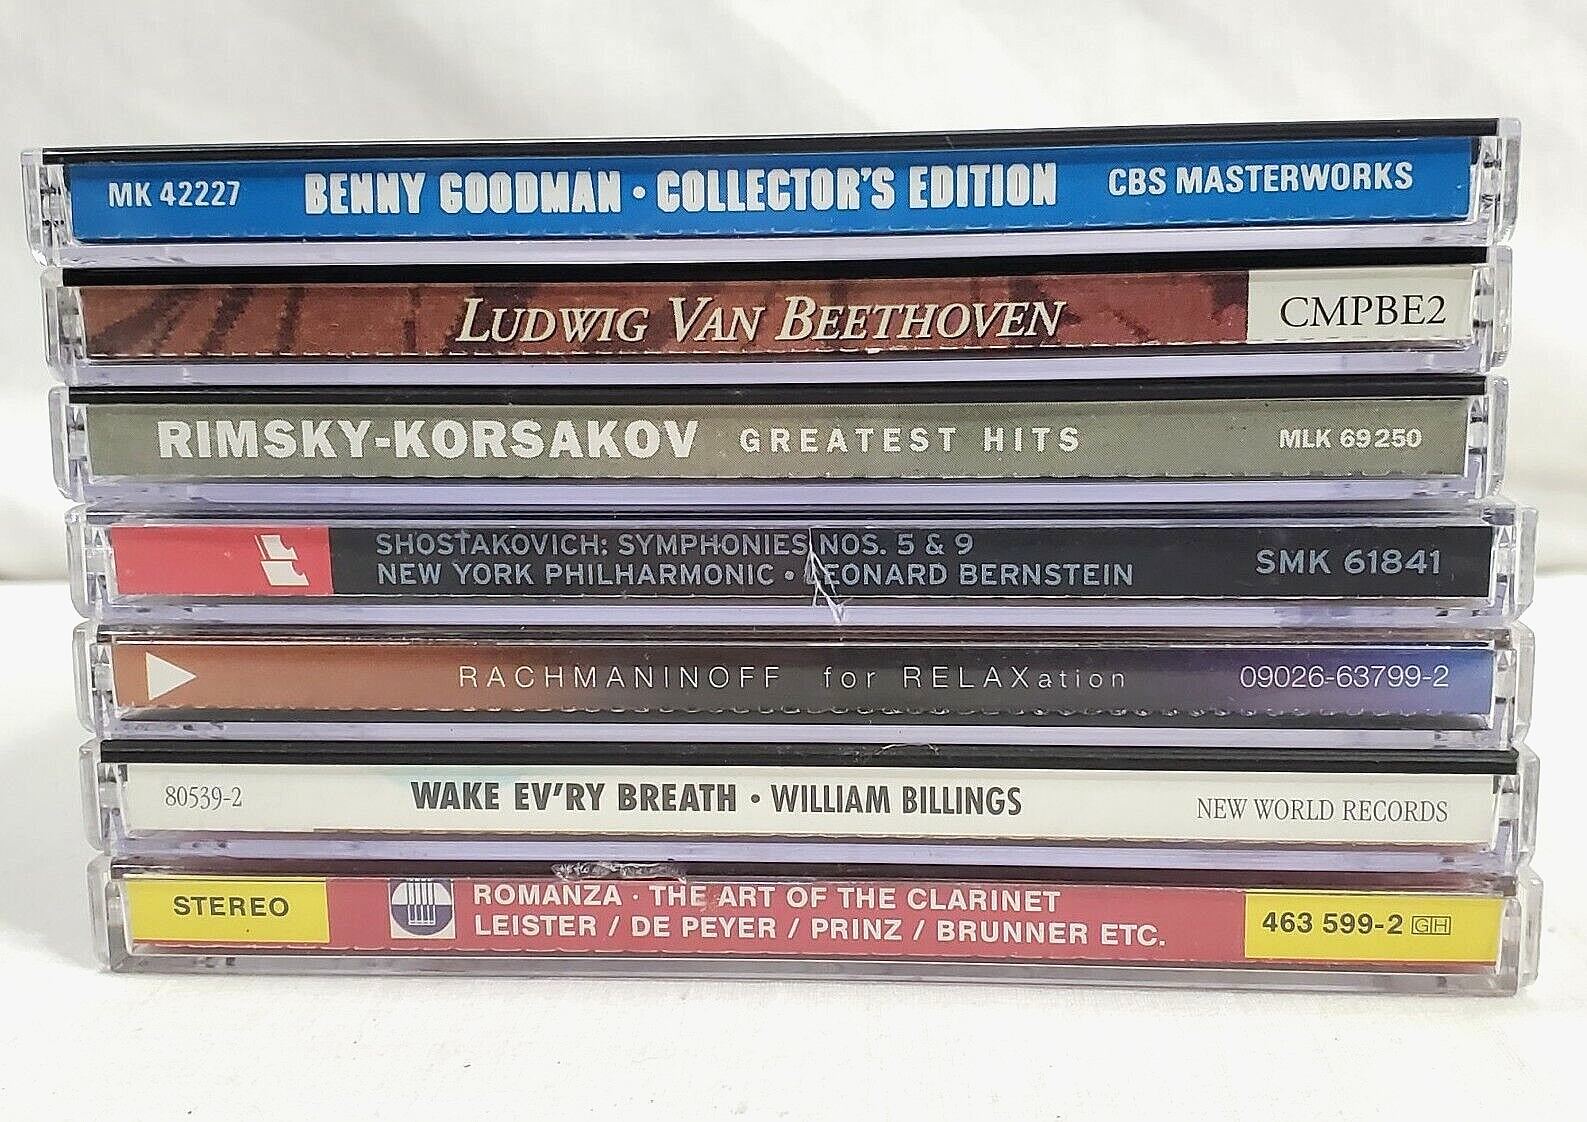 MK 42227 BENNY GOODMAN • COLLECTOR'S EDITION CBS MASTERWORKS
LUDWIG VAN BEETHOVEN CMPBE2
RIMSKY-KORSAKOV GREATEST HITS MLK 69250
SHOSTAKOVICH: SYMPHONIES NOS. 5 & 9
NEW YORK PHILHARMONIC • LEONARD BERNSTEIN SMK 61841
RACHMANINOFF for RELAXation 09026-63799-2
80539-2 WAKE EV'RY BREATH • WILLIAM BILLINGS NEW WORLD RECORDS
STEREO ROMANZA · THE ART OF THE CLARINET
LEISTER / DE PEYER / PRINZ / BRUNNER ETC. 463 599-2 GH